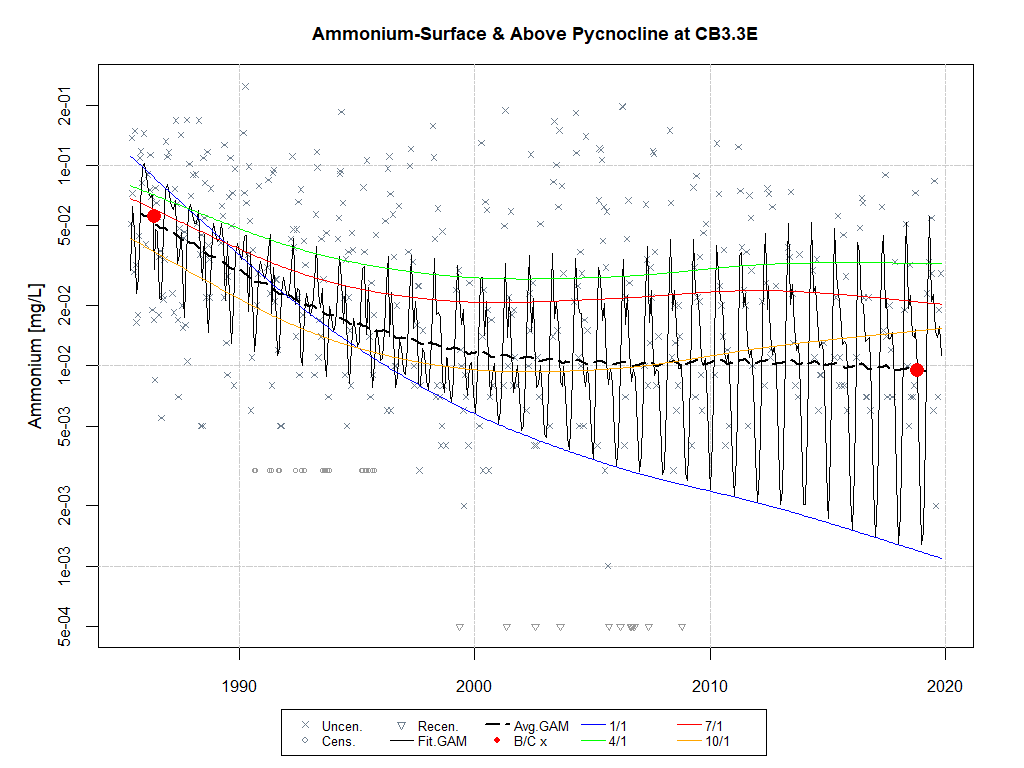 Ammonium-Surface & Above Pycnocline at CB3.3E
Ammonium [mg/L]
2e-01
1e-01
5e-02
2e-02
1e-02
5e-03
2e-03
1e-03
5e-04
1990 2000 2010 2020
Uncen. Recen. Avg.GAM 1/1 7/1
Cens. Fit.GAM B/C x 4/1 10/1